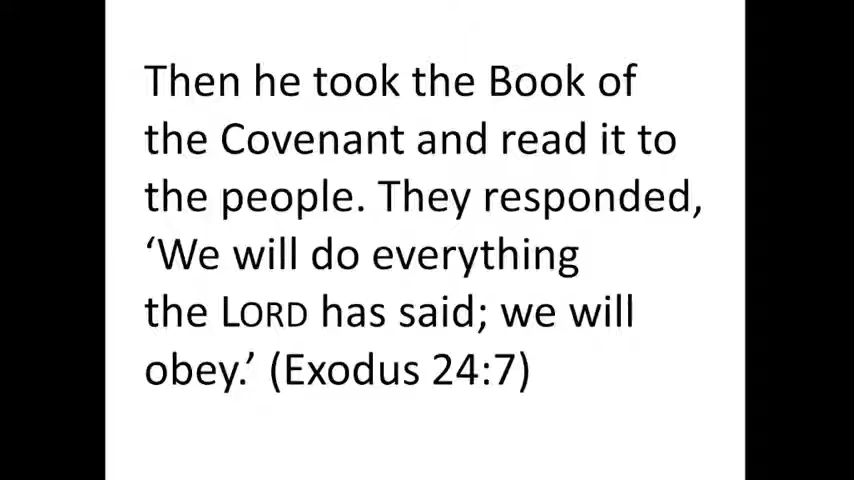 Then he took the Book of
the Covenant and read it to
the people. They responded,
‘We will do everything
the LORD has said; we will
obey.’ (Exodus 24:7)